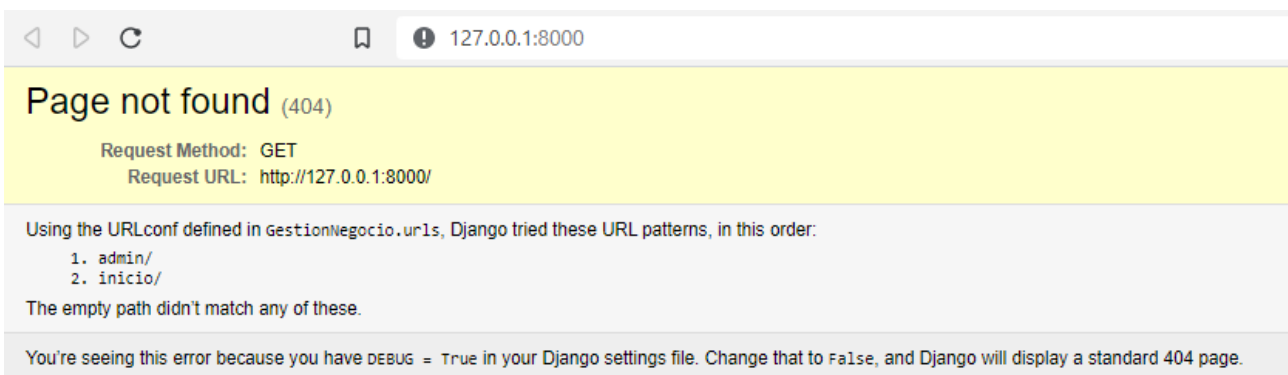 127.0.0.1:8000
Page not found (404)
Request Method: GET
Request URL: http://127.0.0.1:8000/
Using the URLconf defined in GestionNegocio.urls, Django tried these URL patterns, in this order:
1. admin/
2. inicio/
The empty path didn't match any of these.
You're seeing this error because you have DEBUG = True in your Django settings file. Change that to False, and Django will display a standard 404 page.